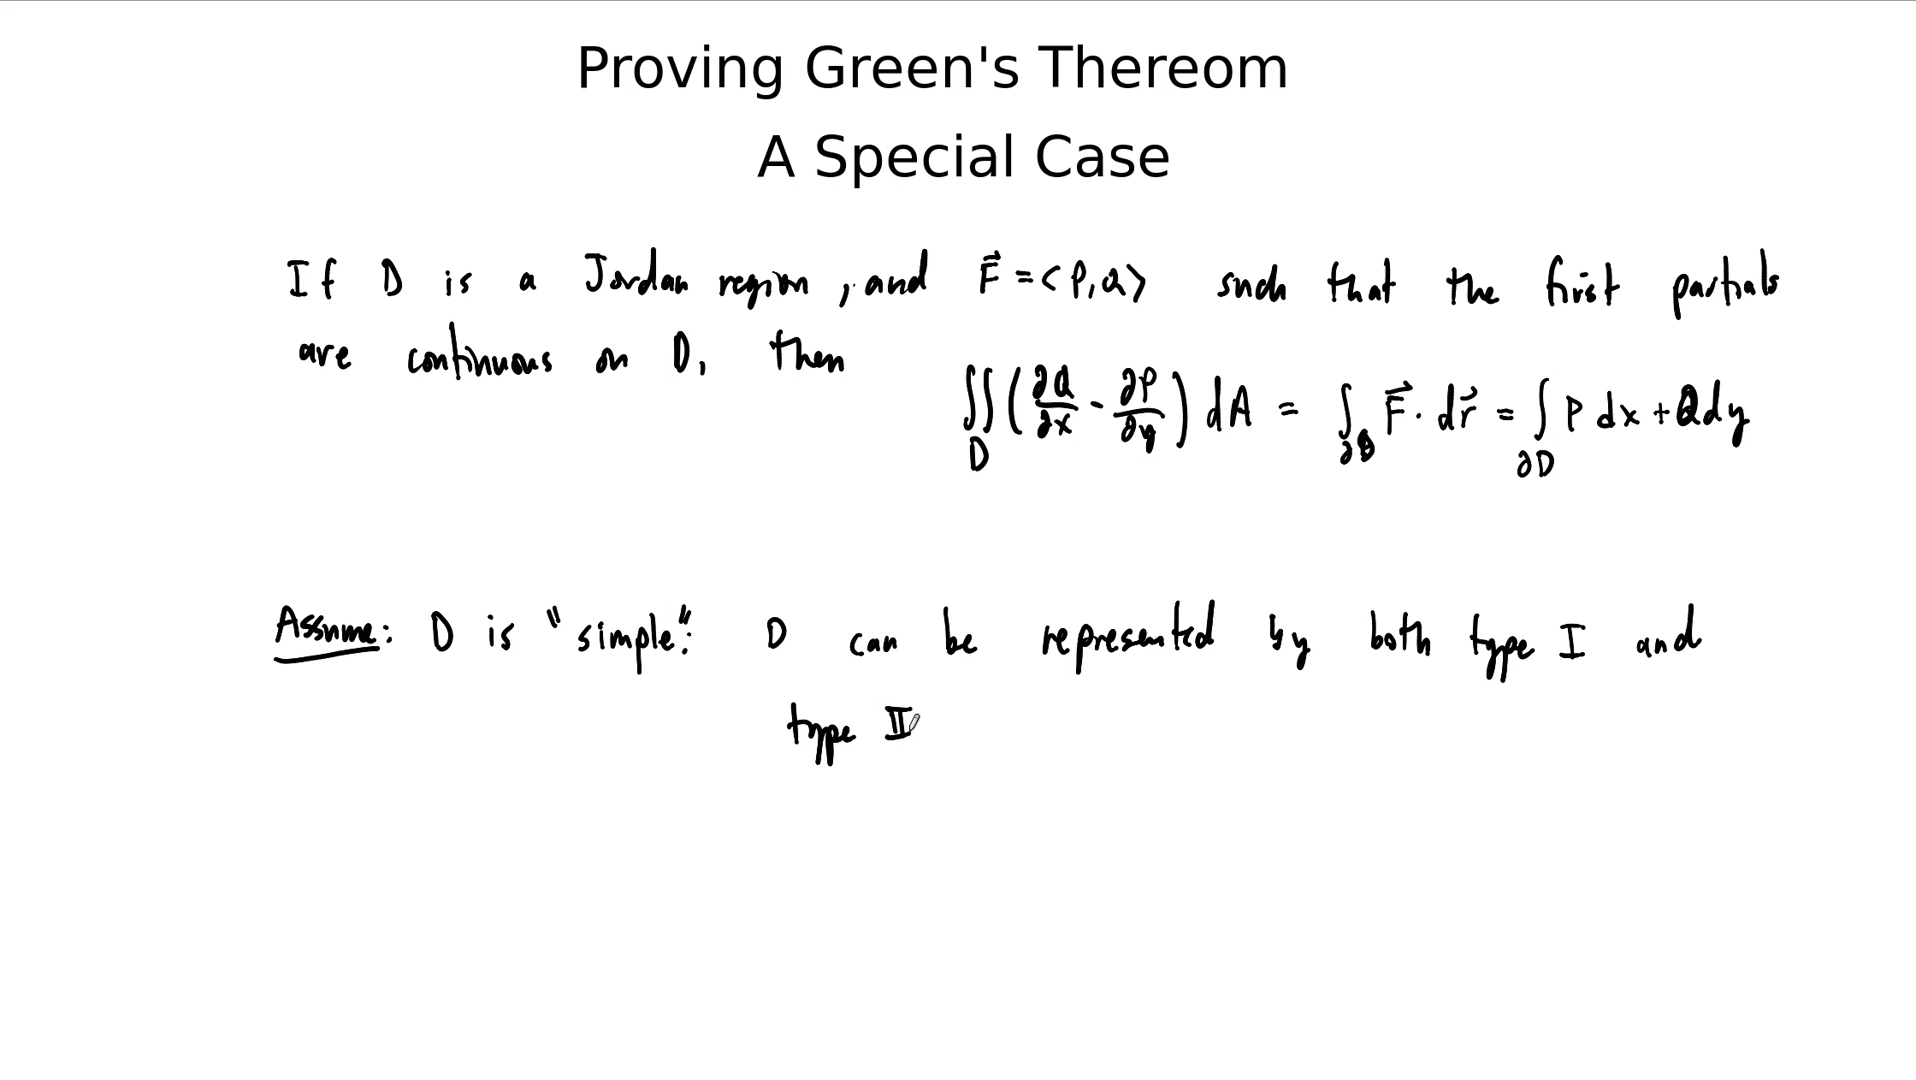 Proving Green's Thereom
A Special Case
If D is a Jordan region, and F⃗ = <P,Q> such that the first partials
are continuous on D, then
∬_D (∂Q/∂x - ∂P/∂y) dA = ∫_∂D F⃗ · dr⃗ = ∫_∂D P dx + Q dy
Assume: D is "simple": D can be represented by both type I and
type II